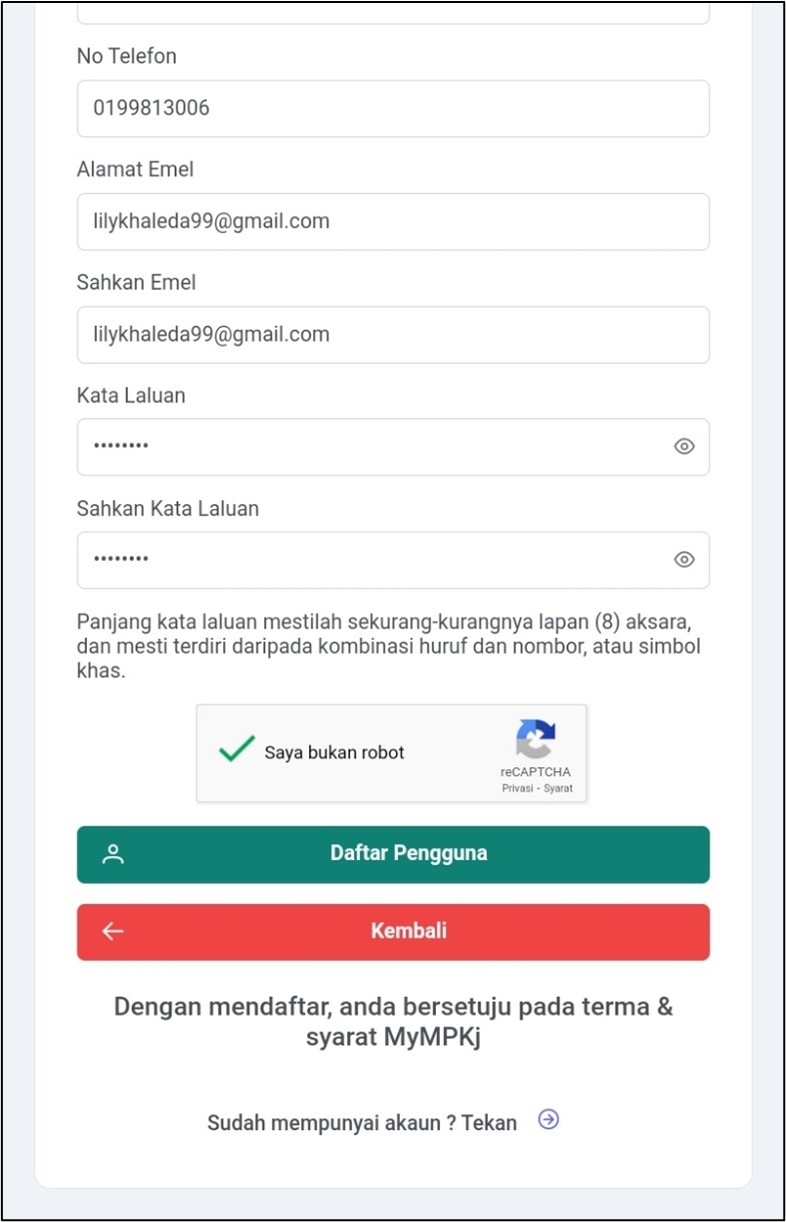 No Telefon
0199813006
Alamat Emel
lilykhaleda99@gmail.com
Sahkan Emel
lilykhaleda99@gmail.com
Kata Laluan
••••••••
Sahkan Kata Laluan
••••••••
Panjang kata laluan mestilah sekurang-kurangnya lapan (8) aksara,
dan mesti terdiri daripada kombinasi huruf dan nombor, atau simbol
khas.
Saya bukan robot
reCAPTCHA
Privasi - Syarat
Daftar Pengguna
Kembali
Dengan mendaftar, anda bersetuju pada terma &
syarat MyMPKj
Sudah mempunyai akaun ? Tekan